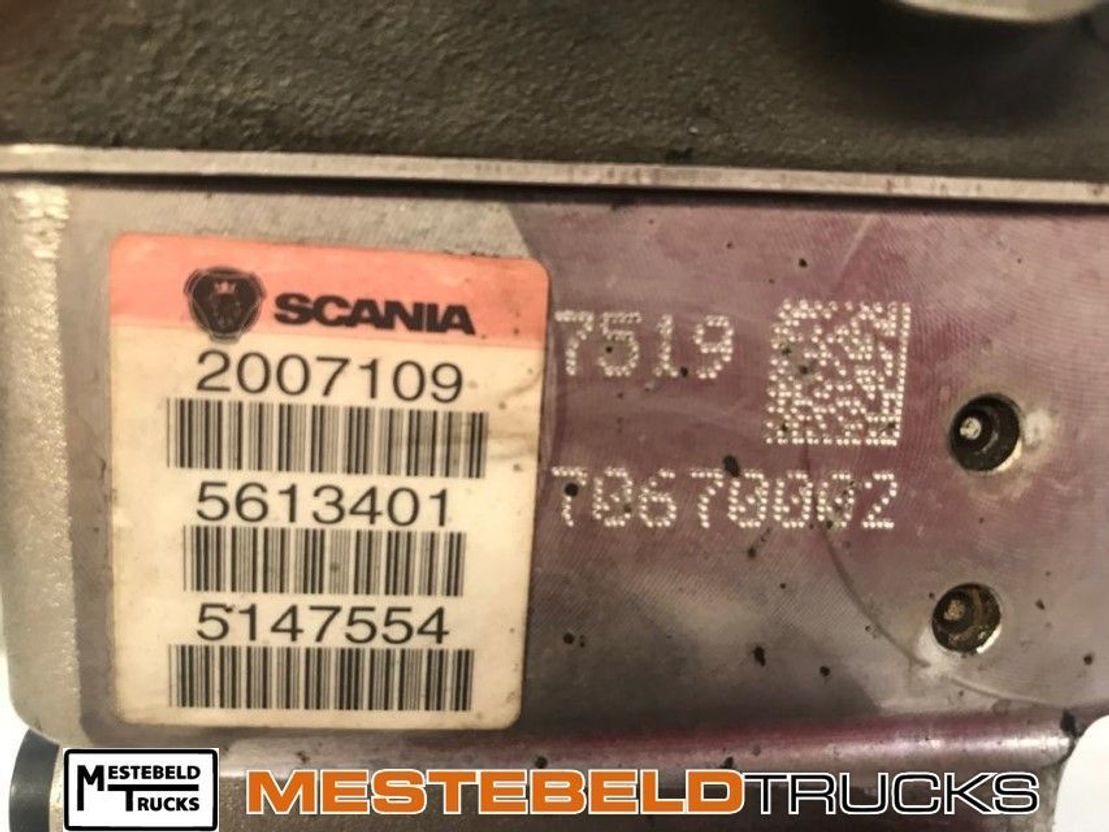 SCANIA
2007109
5613401
5147554
7519
70670002
MESTEBELD
TRUCKS
MESTEBELDTRUCKS